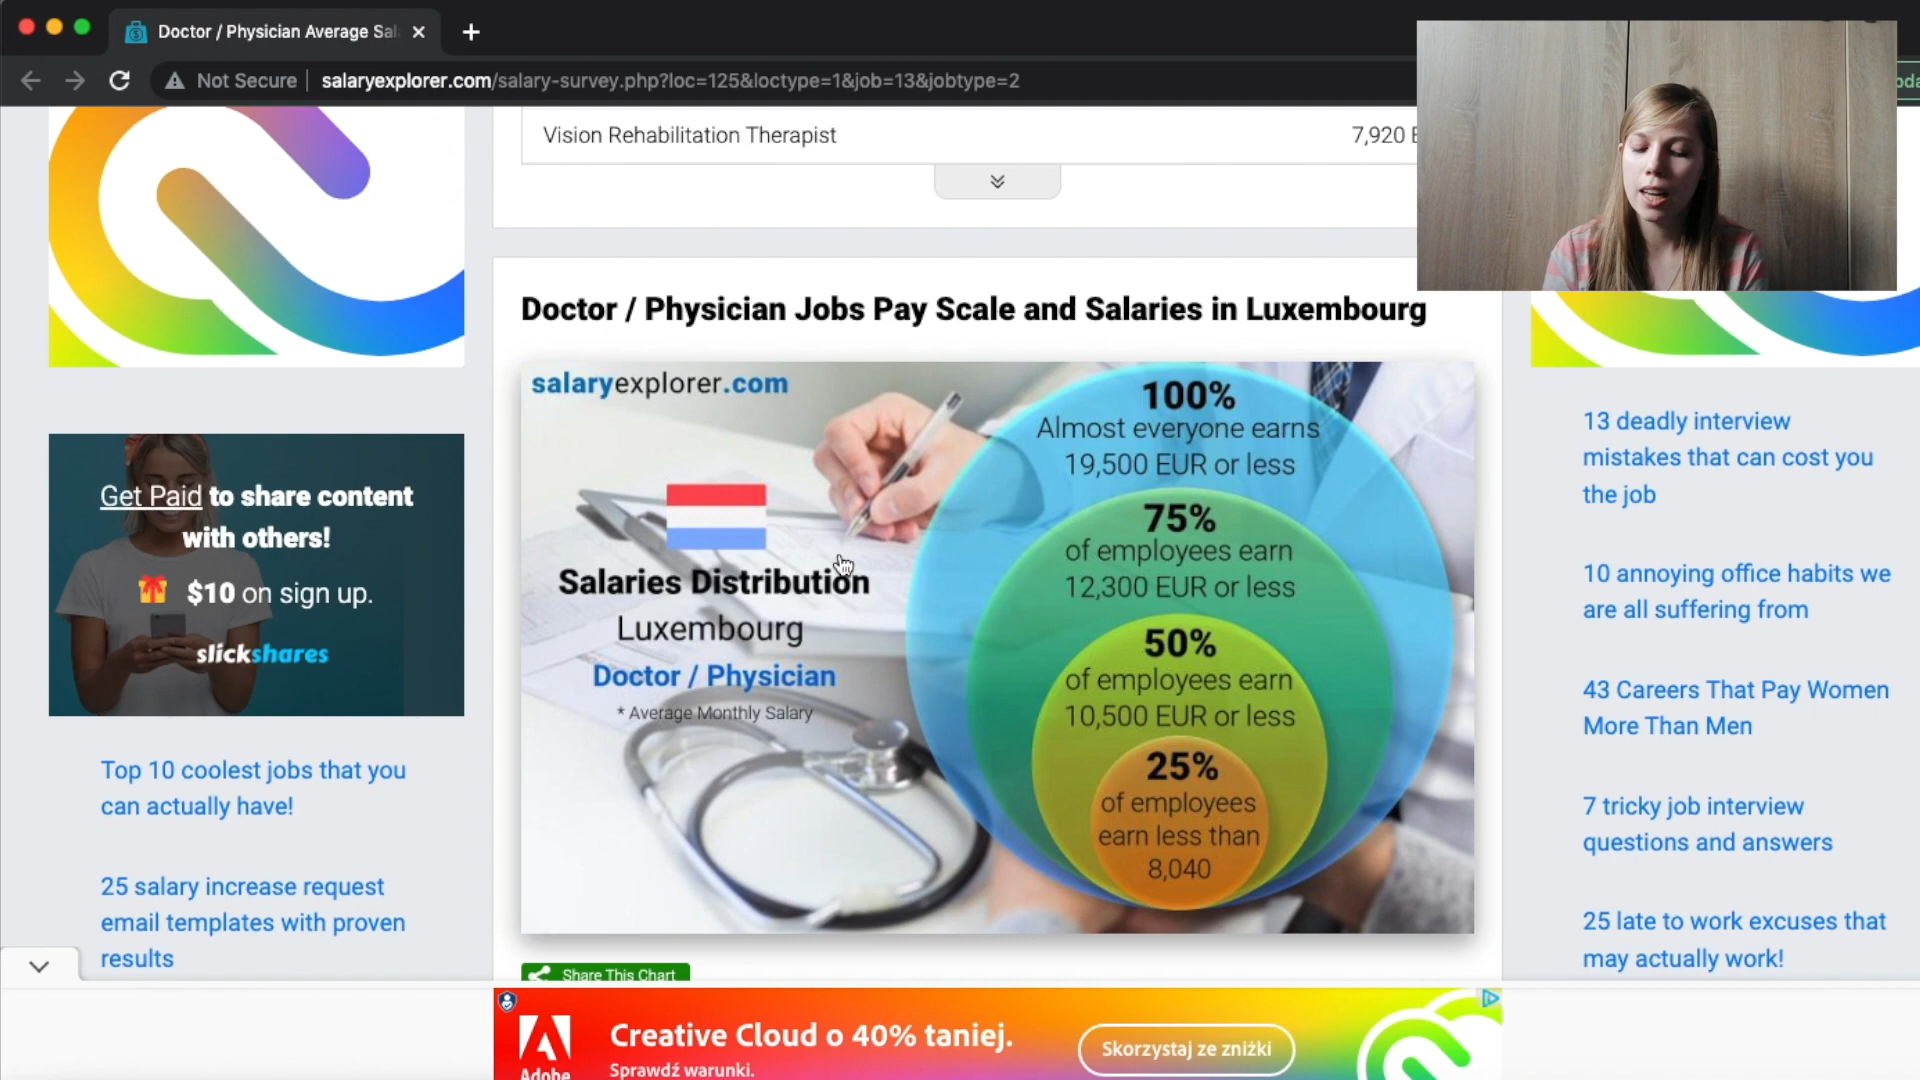 Doctor / Physician Average Sal
Not Secure
salaryexplorer.com/salary-survey.php?loc=125&loctype=1&job=13&jobtype=2
Vision Rehabilitation Therapist 7,920
Doctor / Physician Jobs Pay Scale and Salaries in Luxembourg
salaryexplorer.com
Salaries Distribution
Luxembourg
Doctor / Physician
* Average Monthly Salary
100%
Almost everyone earns
19,500 EUR or less
75%
of employees earn
12,300 EUR or less
50%
of employees earn
10,500 EUR or less
25%
of employees
earn less than
8,040
Share This Chart
Get Paid to share content
with others!
$10 on sign up.
slickshares
Top 10 coolest jobs that you
can actually have!
25 salary increase request
email templates with proven
results
13 deadly interview
mistakes that can cost you
the job
10 annoying office habits we
are all suffering from
43 Careers That Pay Women
More Than Men
7 tricky job interview
questions and answers
25 late to work excuses that
may actually work!
Adobe
Creative Cloud o 40% taniej.
Sprawdź warunki.
Skorzystaj ze zniżki